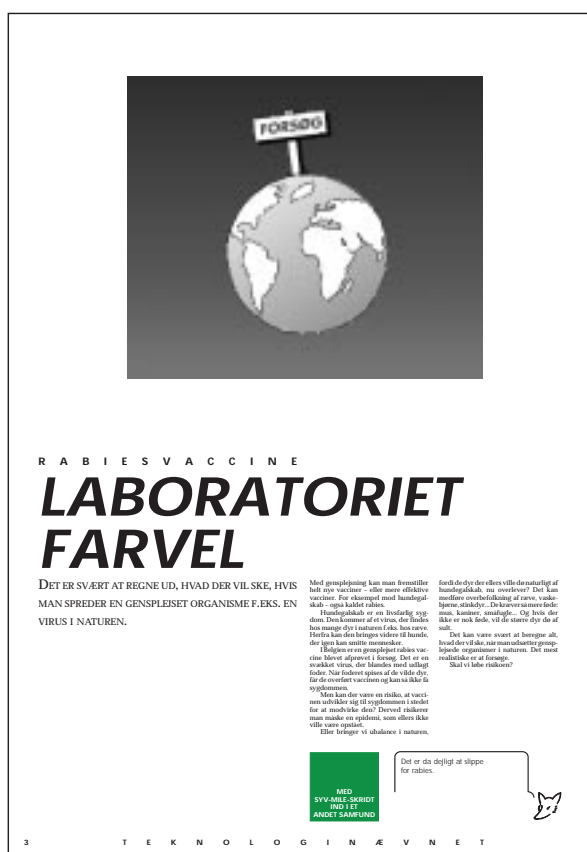 FORSØG
RABIESVACCINE
LABORATORIET
FARVEL
DET ER SVÆRT AT REGNE UD, HVAD DER VIL SKE, HVIS
MAN SPREDER EN GENSPLEJSET ORGANISME F.EKS. EN
VIRUS I NATUREN.
Med gensplejsning kan man fremstiller
helt nye vacciner – eller mere effektive
vacciner. For eksempel mod hundegal-
skab – også kaldet rabies.
Hundegalskab er en livsfarlig syg-
dom. Den kommer af et virus, der findes
hos mange dyr i naturen f.eks. hos ræve.
Herfra kan den bringes videre til hunde,
der igen kan smitte mennesker.
I Belgien er en gensplejset rabies vac-
cine blevet afprøvet i forsøg. Det er en
svækket virus, der blandes med udlagt
foder. Når foderet spises af de vilde dyr,
får de overført vaccinen og kan så ikke få
sygdommen.
Men kan der være en risiko, at vacci-
nen udvikler sig til sygdommen i stedet
for at modvirke den? Derved risikerer
man måske en epidemi, som ellers ikke
ville være opstået.
Eller bringer vi ubalance i naturen,
fordi de dyr der ellers ville dø naturligt af
hundegalskab, nu overlever? Det kan
medføre overbefolkning af ræve, vaske-
bjørne, stinkdyr... De kræver så mere føde:
mus, kaniner, småfugle... Og hvis der
ikke er nok føde, vil de større dyr dø af
sult.
Det kan være svært at beregne alt,
hvad der vil ske, når man udsætter gensp-
lejsede organismer i naturen. Det mest
realistiske er at forsøge.
Skal vi løbe risikoen?
MED
SYV-MILE-SKRIDT
IND I ET
ANDET SAMFUND
Det er da dejligt at slippe
for rabies.
3 TEKNOLOGINÆVNET